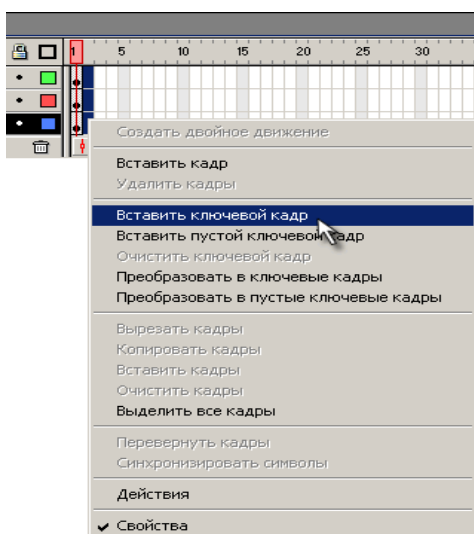 1 5 10 15 20 25 30
Создать двойное движение
Вставить кадр
Удалить кадры
Вставить ключевой кадр
Вставить пустой ключевой кадр
Очистить ключевой кадр
Преобразовать в ключевые кадры
Преобразовать в пустые ключевые кадры
Вырезать кадры
Копировать кадры
Вставить кадры
Очистить кадры
Выделить все кадры
Перевернуть кадры
Синхронизировать символы
Действия
Свойства